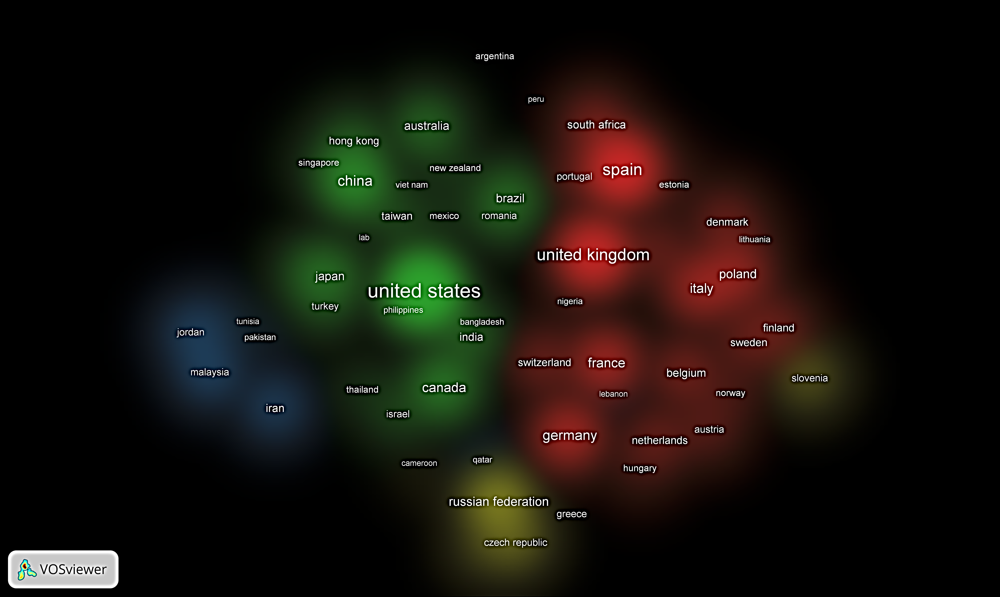 argentina
peru
south africa
australia
hong kong
singapore
new zealand
spain
portugal
china
viet nam
estonia
brazil
taiwan
mexico
romania
denmark
lab
lithuania
united kingdom
poland
japan
italy
united states
nigeria
turkey
philippines
tunisia
bangladesh
finland
jordan
pakistan
india
sweden
switzerland
france
malaysia
belgium
slovenia
canada
thailand
lebanon
norway
iran
israel
austria
germany
netherlands
qatar
cameroon
hungary
russian federation
greece
czech republic
VOSviewer